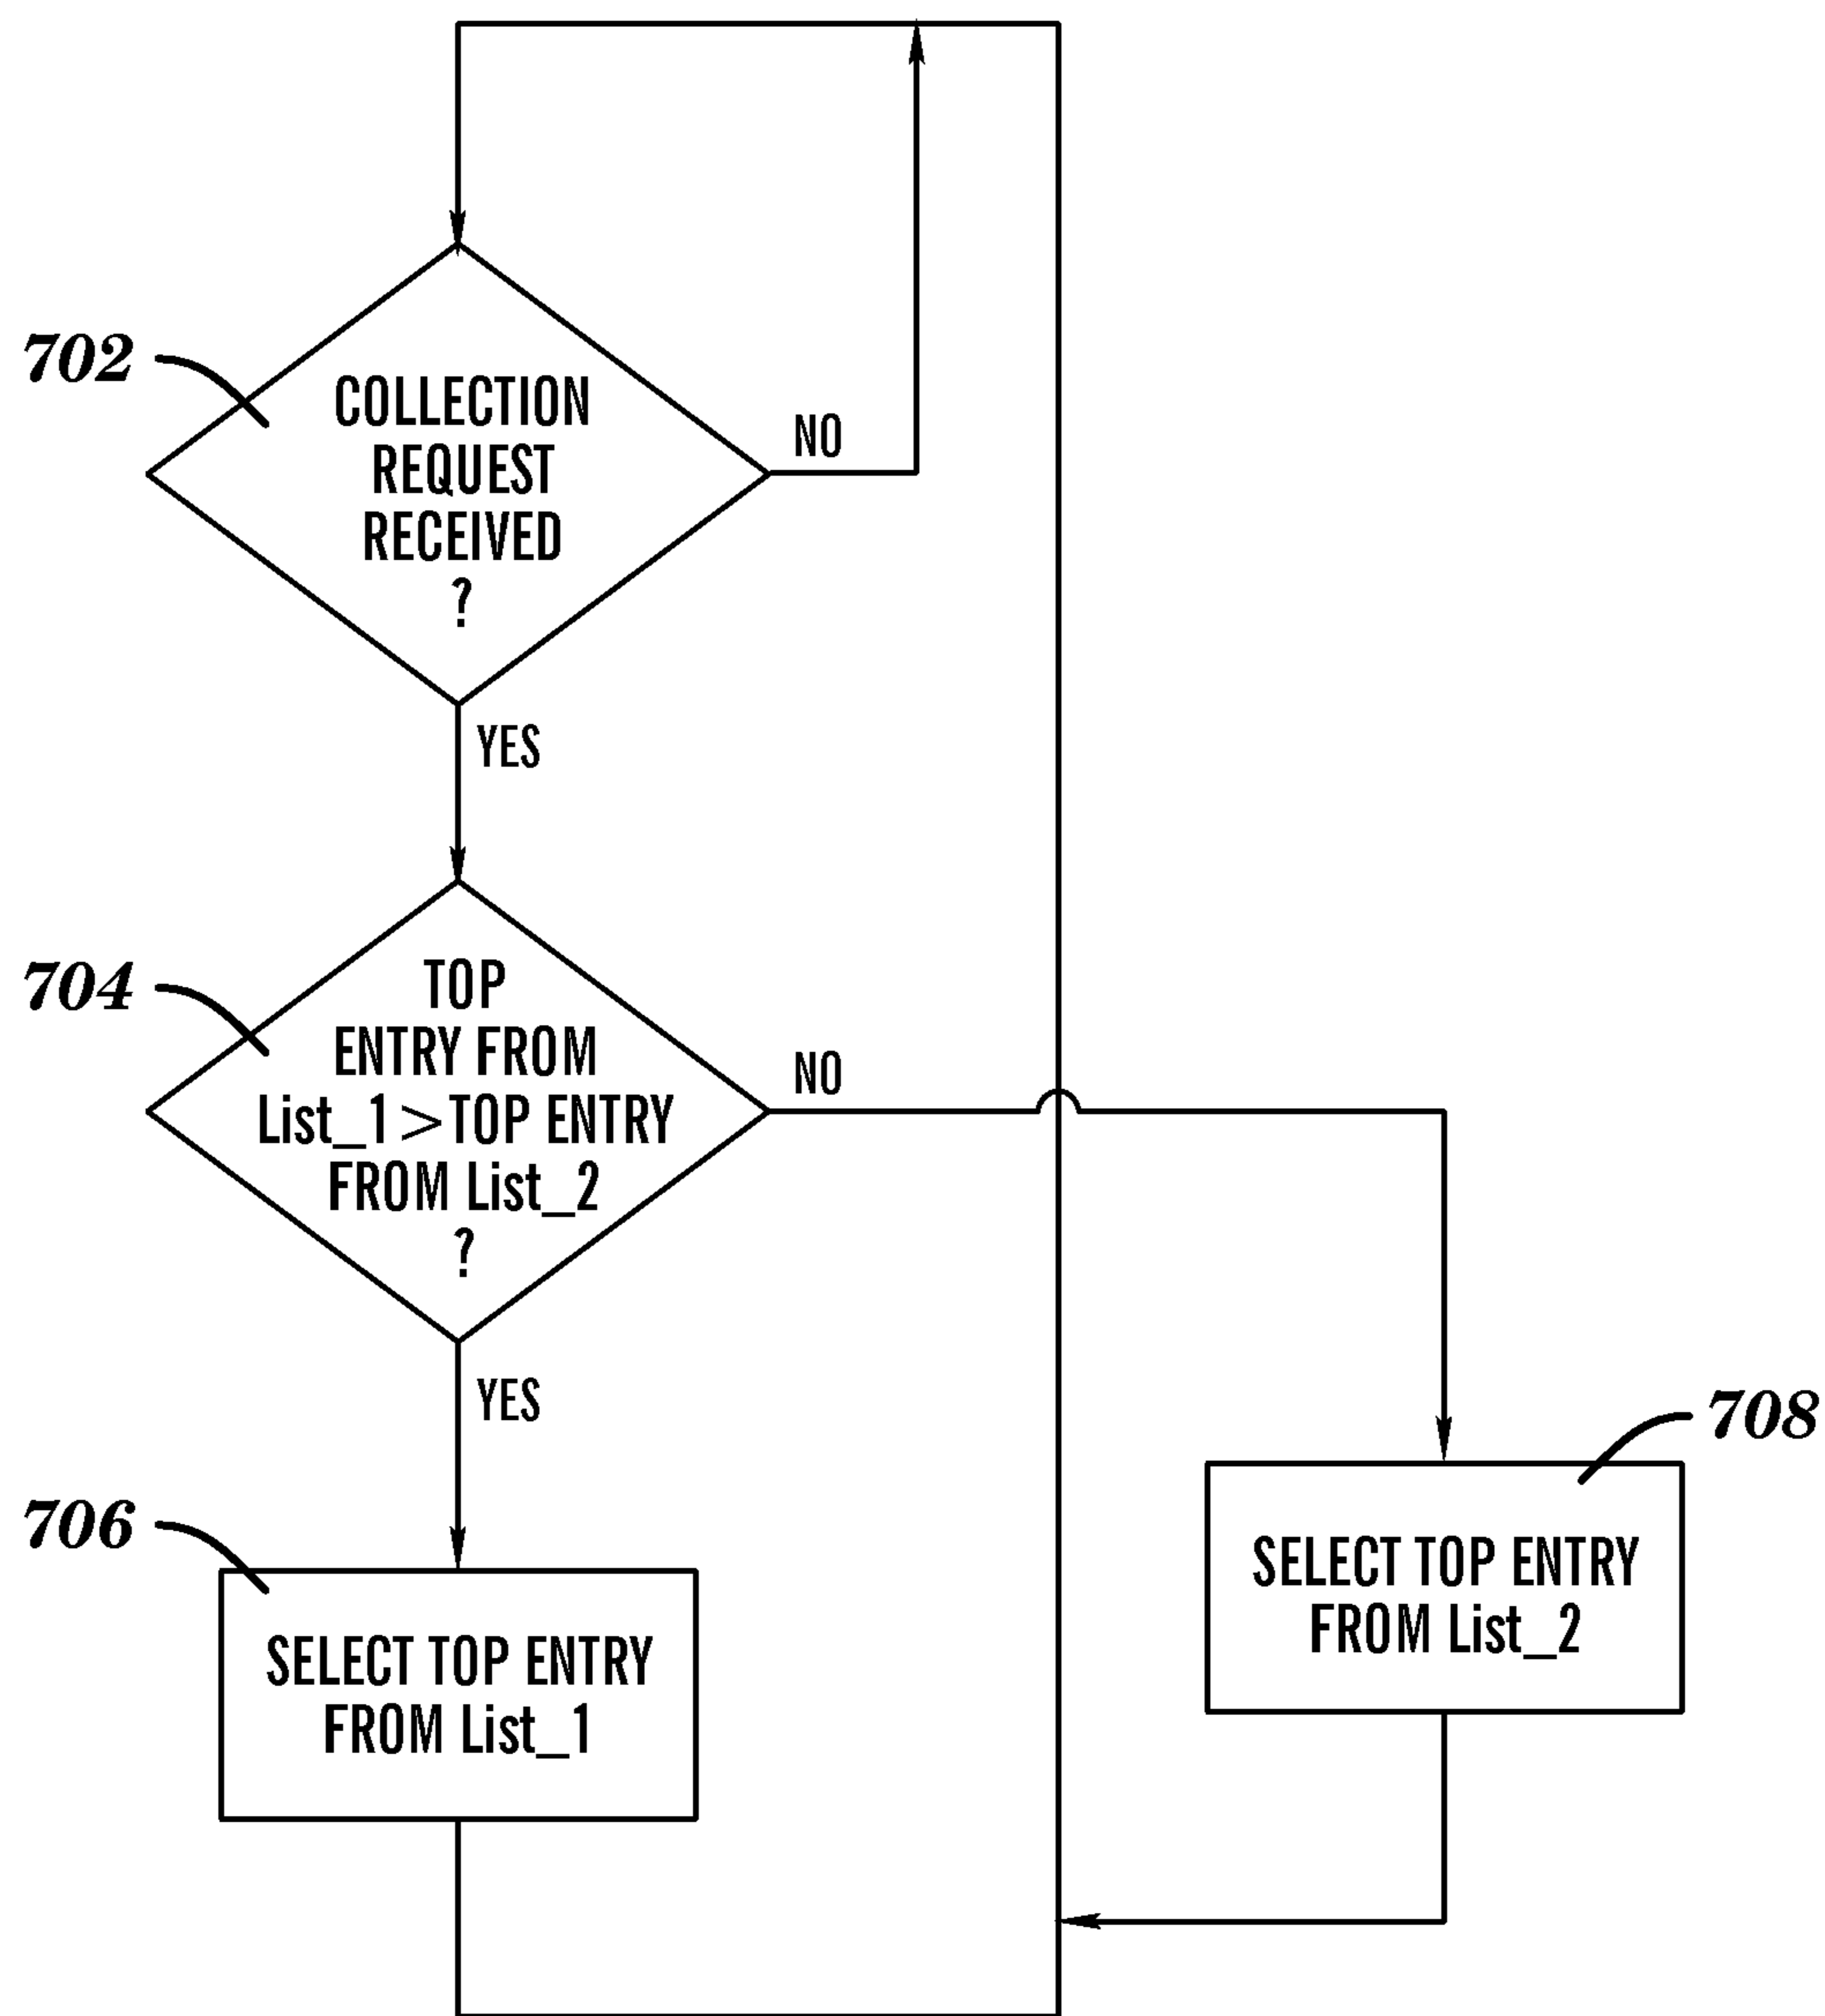 702
COLLECTION
REQUEST
RECEIVED
?
NO
YES
704
TOP
ENTRY FROM
List_1 > TOP ENTRY
FROM List_2
?
NO
YES
706
SELECT TOP ENTRY
FROM List_1
708
SELECT TOP ENTRY
FROM List_2